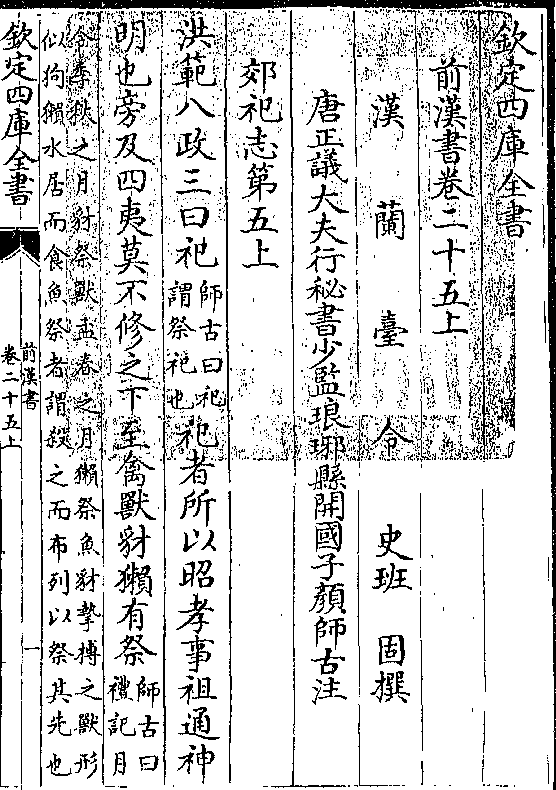 欽定四庫全書
前漢書卷二十五上
漢蘭臺令史班固撰
唐正議大夫行秘書少監琅邪縣開國子顏師古注
郊祀志第五上
洪範八政三曰祀師古曰祀謂祭祀也祀者所以昭孝事祖通神
明也旁及四夷莫不修之下至禽獸豺獺有祭師古曰禮記月
令季秋之月豺祭獸孟春之月獺祭魚豺摯搏之獸形
似狗獺水居而食魚祭者謂殺之而布列以祭其先也
欽定四庫全書
前漢書
卷二十五上
一